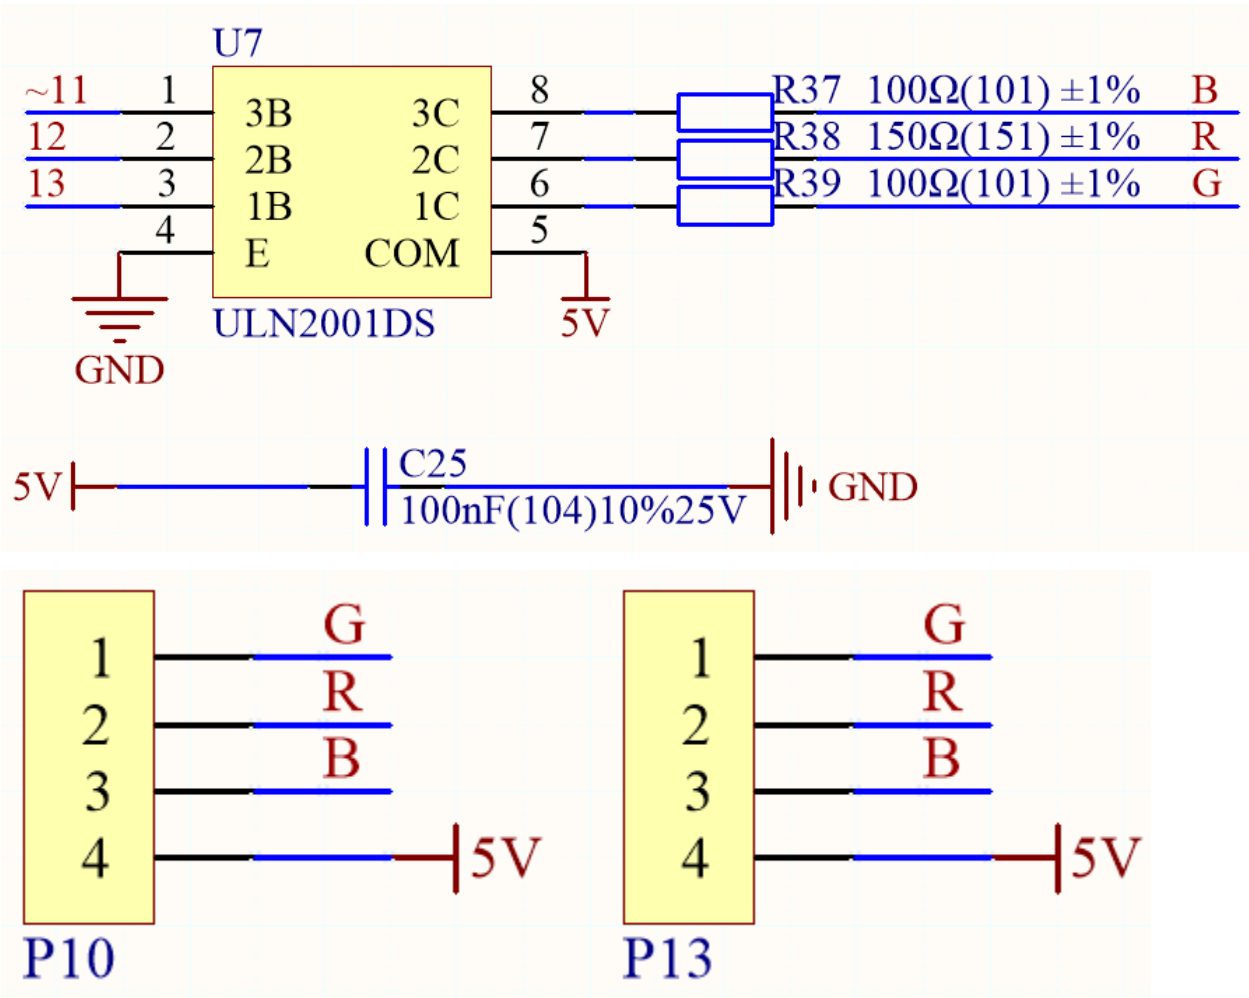 U7
~11 1 3B 3C 8 R37 100Ω(101) ±1% B
12 2 2B 2C 7 R38 150Ω(151) ±1% R
13 3 1B 1C 6 R39 100Ω(101) ±1% G
4 E COM 5
ULN2001DS 5V
GND
C25
5V GND
100nF(104)10%25V
G G
1 1
R R
2 2
B B
3 3
4 5V 4 5V
P10 P13